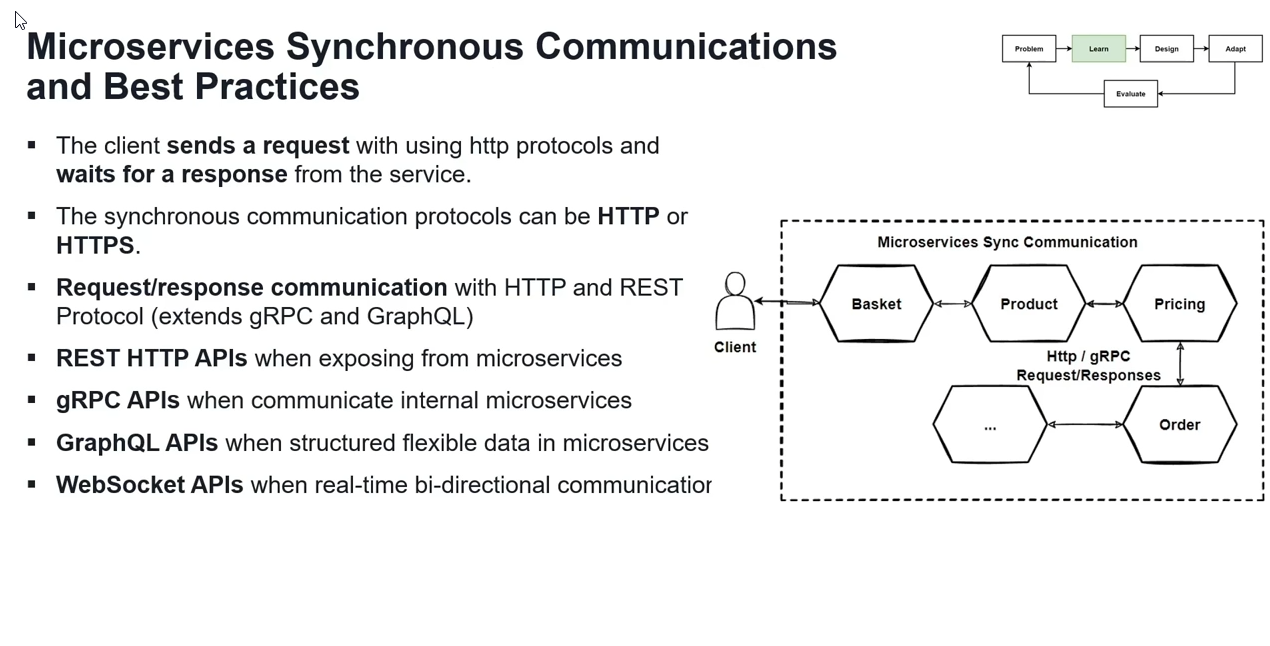 Microservices Synchronous Communications
and Best Practices
Problem
Learn
Design
Adapt
Evaluate
▪ The client sends a request with using http protocols and
waits for a response from the service.
▪ The synchronous communication protocols can be HTTP or
HTTPS.
▪ Request/response communication with HTTP and REST
Protocol (extends gRPC and GraphQL)
▪ REST HTTP APIs when exposing from microservices
▪ gRPC APIs when communicate internal microservices
▪ GraphQL APIs when structured flexible data in microservices
▪ WebSocket APIs when real-time bi-directional communication
Microservices Sync Communication
Client
Basket
Product
Pricing
Http / gRPC
Request/Responses
...
Order